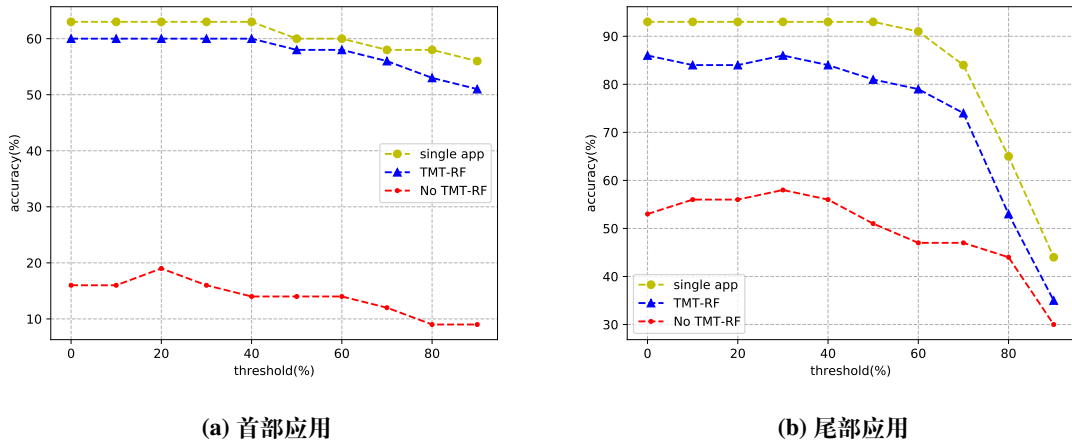 60
50
40
30
20
10
accuracy(%)
single app
TMT-RF
No TMT-RF
0
20
40
60
80
threshold(%)
(a) 首部应用
90
80
70
60
50
40
30
accuracy(%)
single app
TMT-RF
No TMT-RF
0
20
40
60
80
threshold(%)
(b) 尾部应用